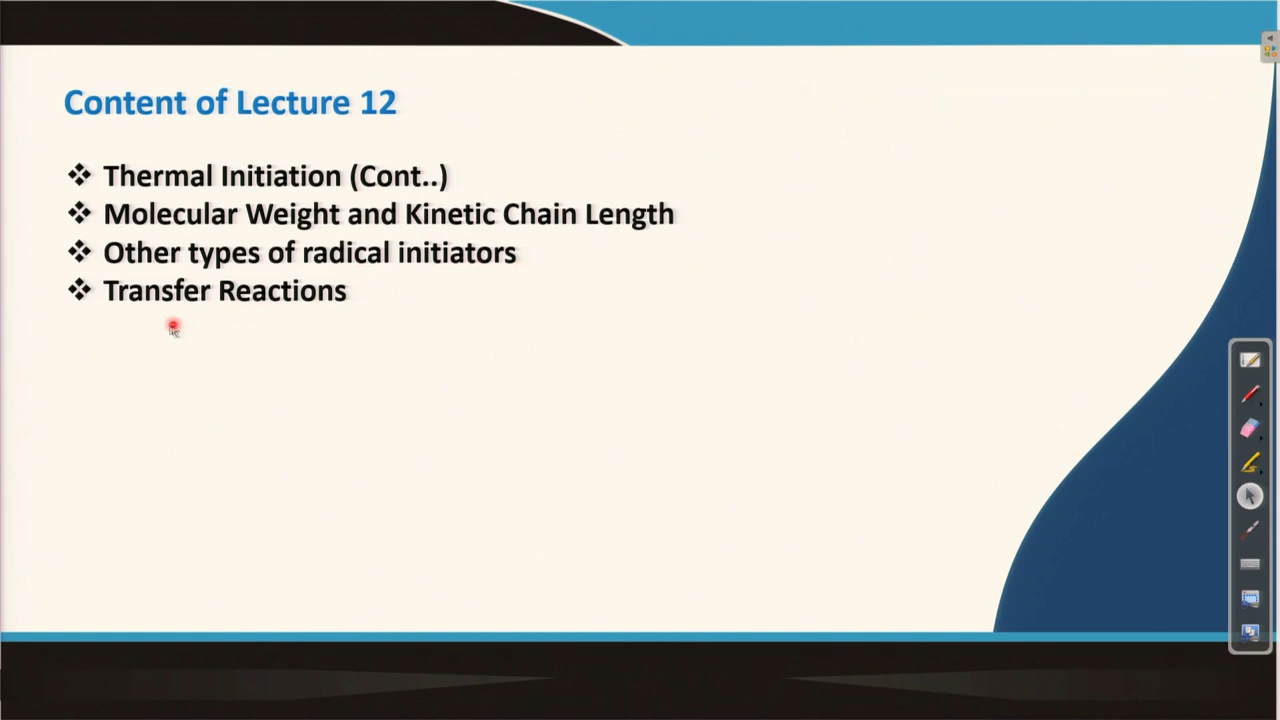 Content of Lecture 12
❖ Thermal Initiation (Cont..)
❖ Molecular Weight and Kinetic Chain Length
❖ Other types of radical initiators
❖ Transfer Reactions